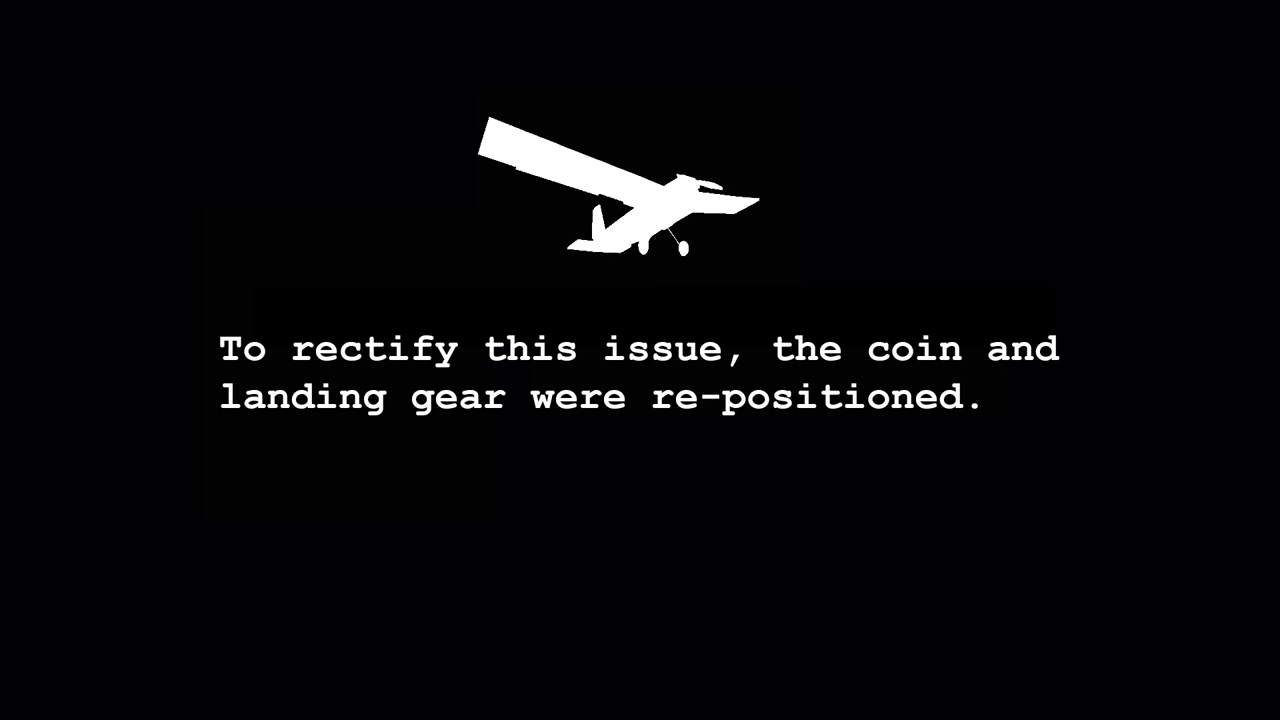 To rectify this issue, the coin and
landing gear were re-positioned.